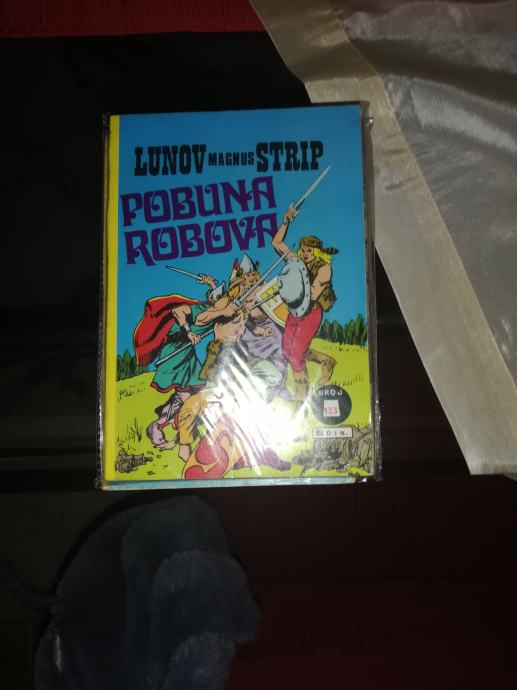 LUNOV MAGNUS STRIP
POBUNA
ROBOVA
BROJ
133
6 DIN.